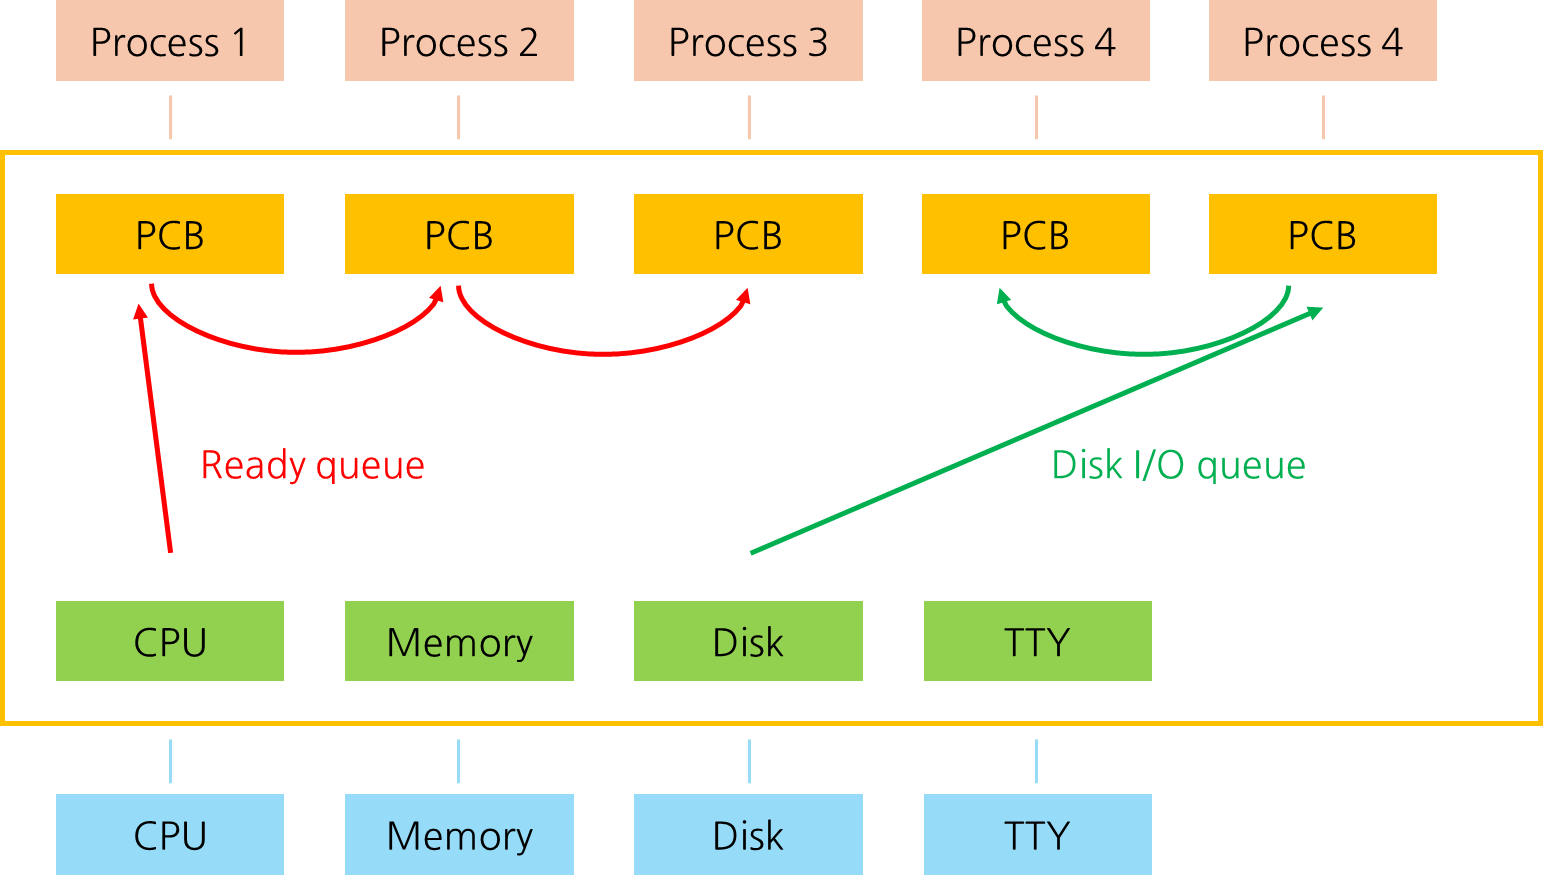 Process 1
Process 2
Process 3
Process 4
Process 4
PCB
PCB
PCB
PCB
PCB
Ready queue
Disk I/O queue
CPU
Memory
Disk
TTY
CPU
Memory
Disk
TTY